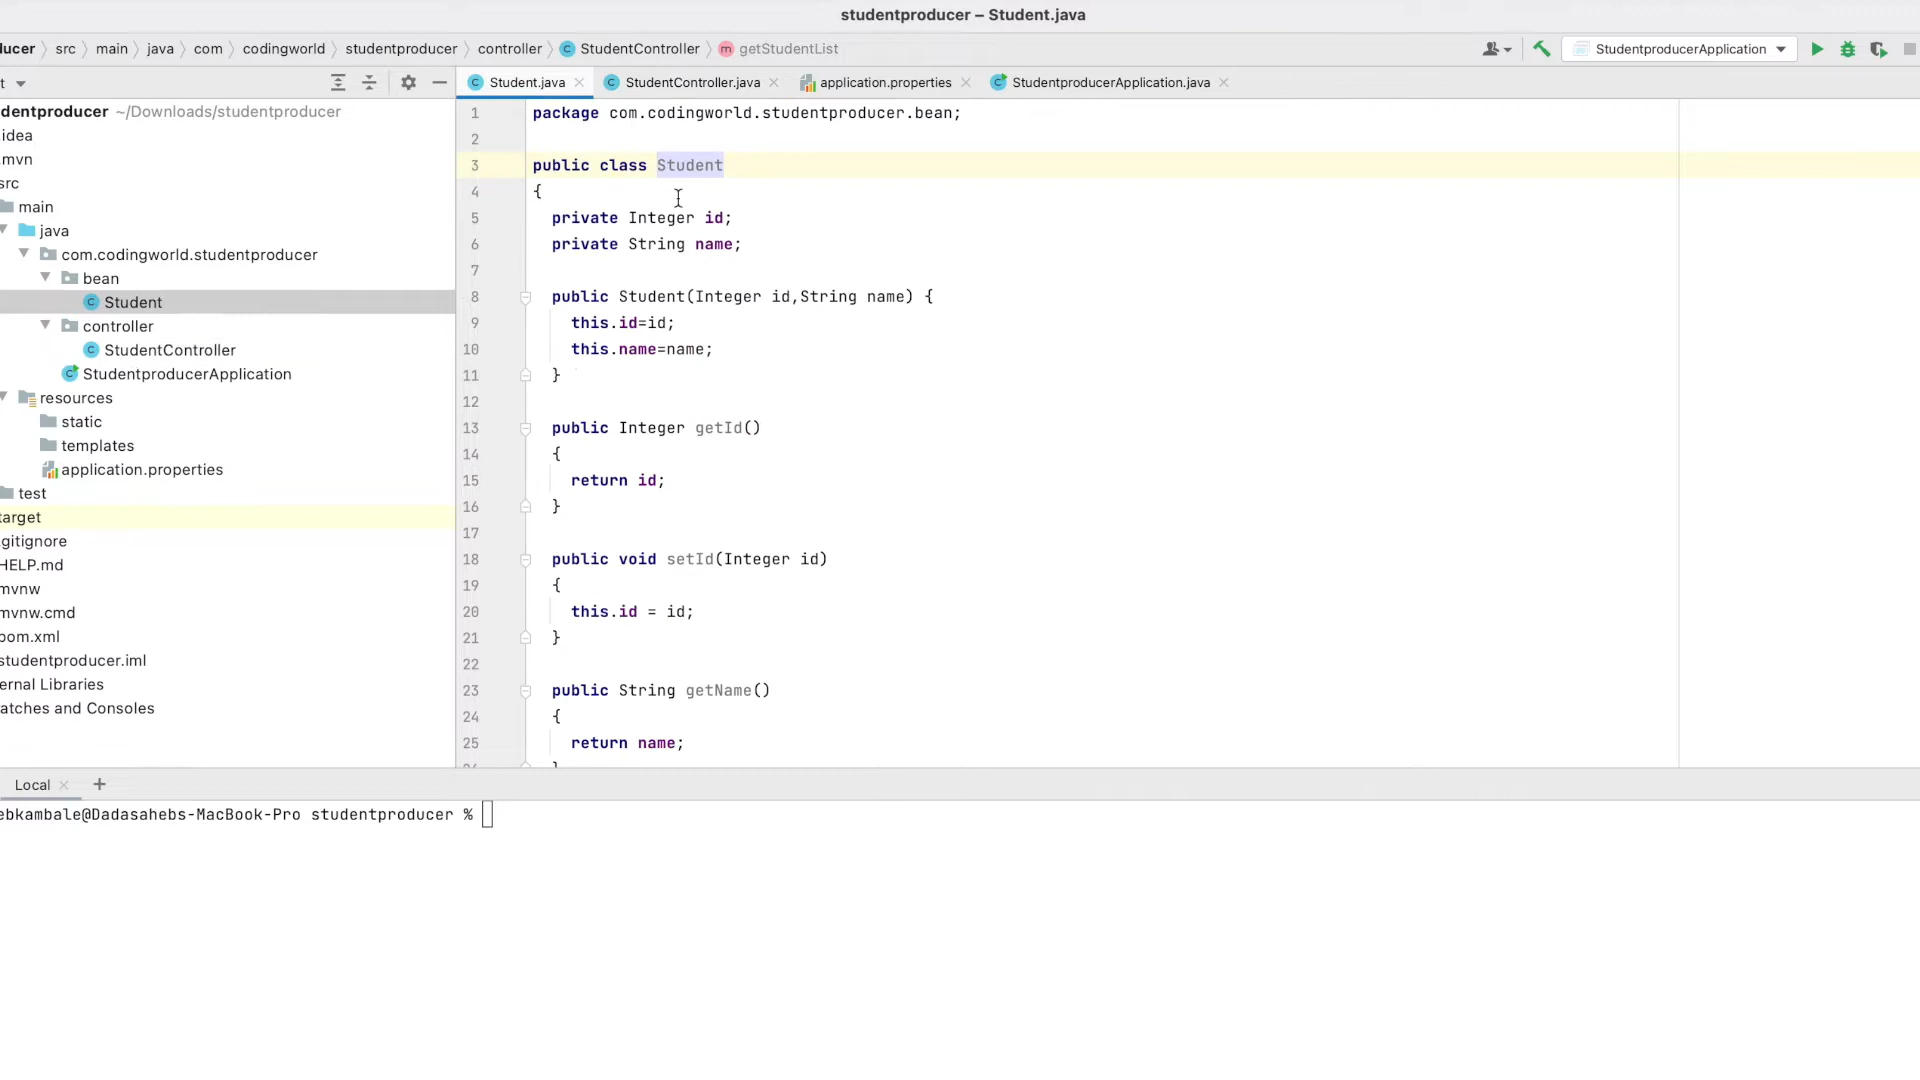 studentproducer – Student.java
ducer src main java com codingworld studentproducer controller StudentController getStudentList StudentproducerApplication
t Student.java StudentController.java application.properties StudentproducerApplication.java
dentproducer ~/Downloads/studentproducer
idea
mvn
src
main
java
com.codingworld.studentproducer
bean
Student
controller
StudentController
StudentproducerApplication
resources
static
templates
application.properties
test
target
gitignore
HELP.md
mvnw
mvnw.cmd
pom.xml
studentproducer.iml
ernal Libraries
atches and Consoles
1 package com.codingworld.studentproducer.bean;
2
3 public class Student
4 {
5 private Integer id;
6 private String name;
7
8 public Student(Integer id,String name) {
9 this.id=id;
10 this.name=name;
11 }
12
13 public Integer getId()
14 {
15 return id;
16 }
17
18 public void setId(Integer id)
19 {
20 this.id = id;
21 }
22
23 public String getName()
24 {
25 return name;
Local +
ebkambale@Dadasahebs-MacBook-Pro studentproducer %